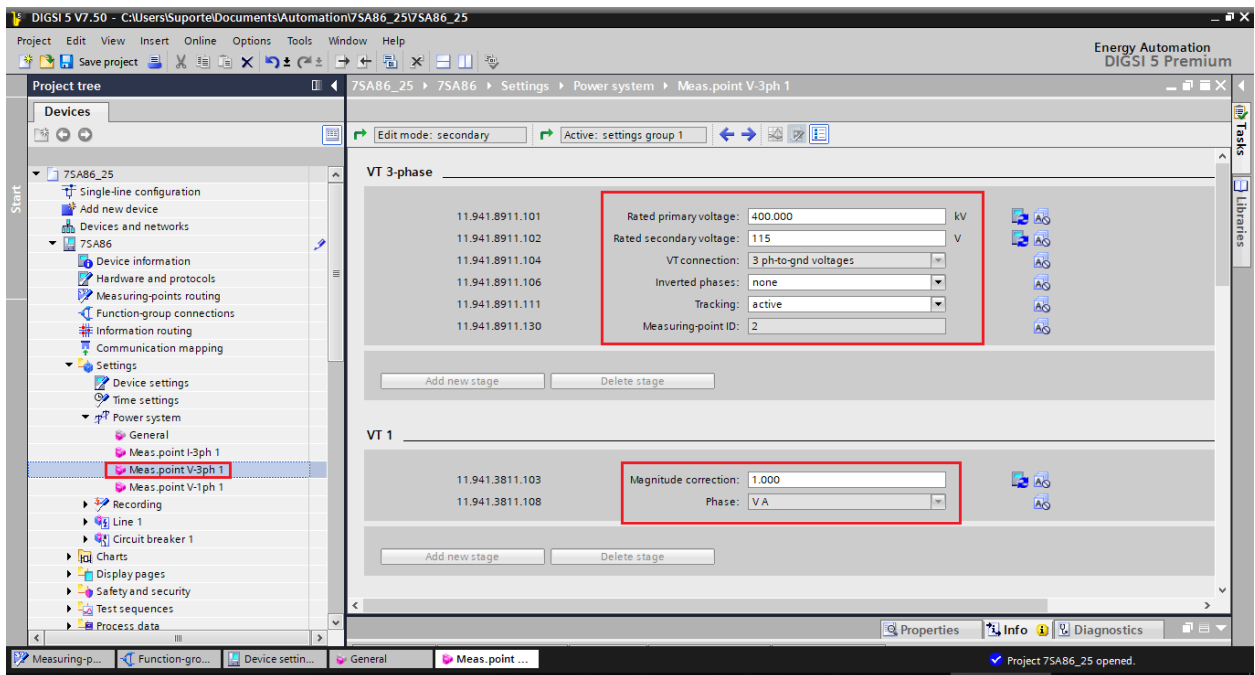 DIGSI 5 V7.50 - C:\Users\Suporte\Documents\Automation\7SA86_25\7SA86_25
Project Edit View Insert Online Options Tools Window Help
Energy Automation
DIGSI 5 Premium
Save project
Project tree
7SA86_25 ▸ 7SA86 ▸ Settings ▸ Power system ▸ Meas.point V-3ph 1
Devices
Edit mode: secondary
Active: settings group 1
Start
7SA86_25
Single-line configuration
Add new device
Devices and networks
7SA86
Device information
Hardware and protocols
Measuring-points routing
Function-group connections
Information routing
Communication mapping
Settings
Device settings
Time settings
Power system
General
Meas.point I-3ph 1
Meas.point V-3ph 1
Meas.point V-1ph 1
Recording
Line 1
Circuit breaker 1
Charts
Display pages
Safety and security
Test sequences
Process data
VT 3-phase
11.941.8911.101 Rated primary voltage: 400.000 kV
11.941.8911.102 Rated secondary voltage: 115 V
11.941.8911.104 VT connection: 3 ph-to-gnd voltages
11.941.8911.106 Inverted phases: none
11.941.8911.111 Tracking: active
11.941.8911.130 Measuring-point ID: 2
Add new stage Delete stage
VT 1
11.941.3811.103 Magnitude correction: 1.000
11.941.3811.108 Phase: V A
Add new stage Delete stage
Tasks
Libraries
Properties Info Diagnostics
Measuring-p... Function-gro... Device settin... General Meas.point ...
Project 7SA86_25 opened.